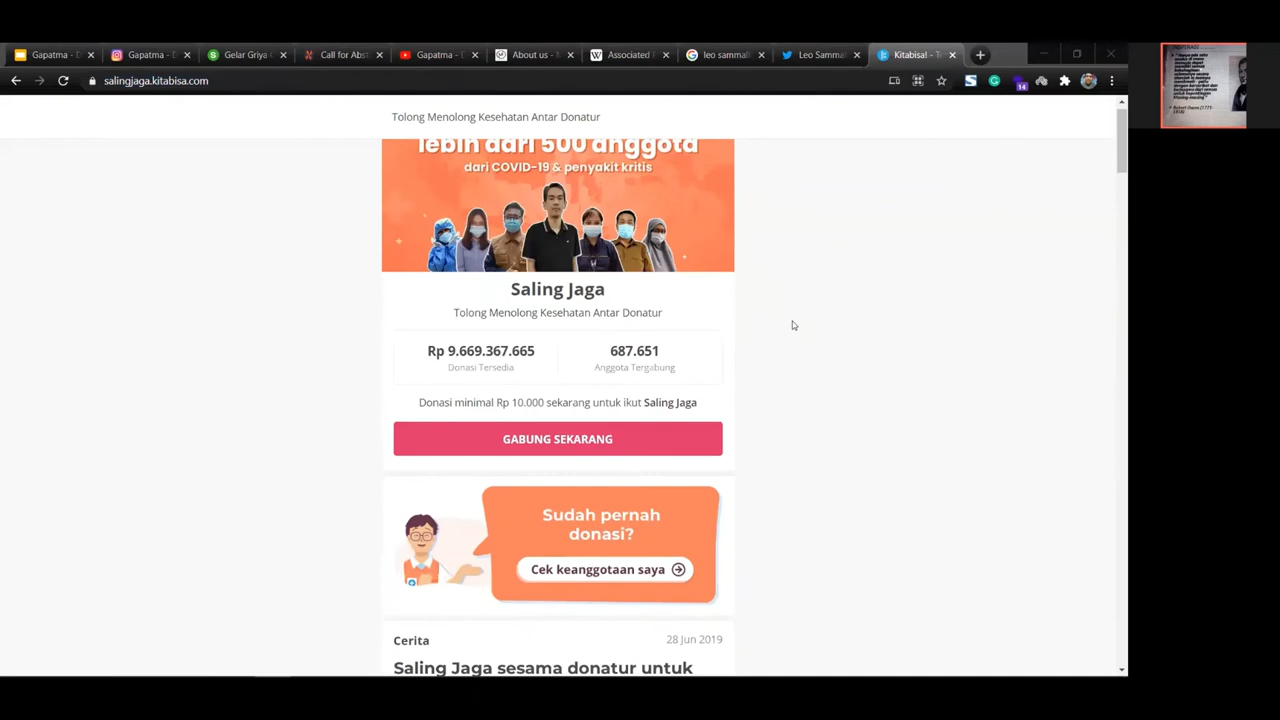 Gapatma - D
Gapatma -
Gelar Griya C
Call for Abst
Gapatma - D
About us - M
Associated
leo sammall
Leo Sammat
Kitabisa! - T
salingjaga.kitabisa.com
14
Tolong Menolong Kesehatan Antar Donatur
lebih dari 500 anggota
dari COVID-19 & penyakit kritis
Saling Jaga
Tolong Menolong Kesehatan Antar Donatur
Rp 9.669.367.665
687.651
Donasi Tersedia
Anggota Tergabung
Donasi minimal Rp 10.000 sekarang untuk ikut Saling Jaga
GABUNG SEKARANG
Sudah pernah
donasi?
Cek keanggotaan saya
Cerita
28 Jun 2019
Saling Jaga sesama donatur untuk